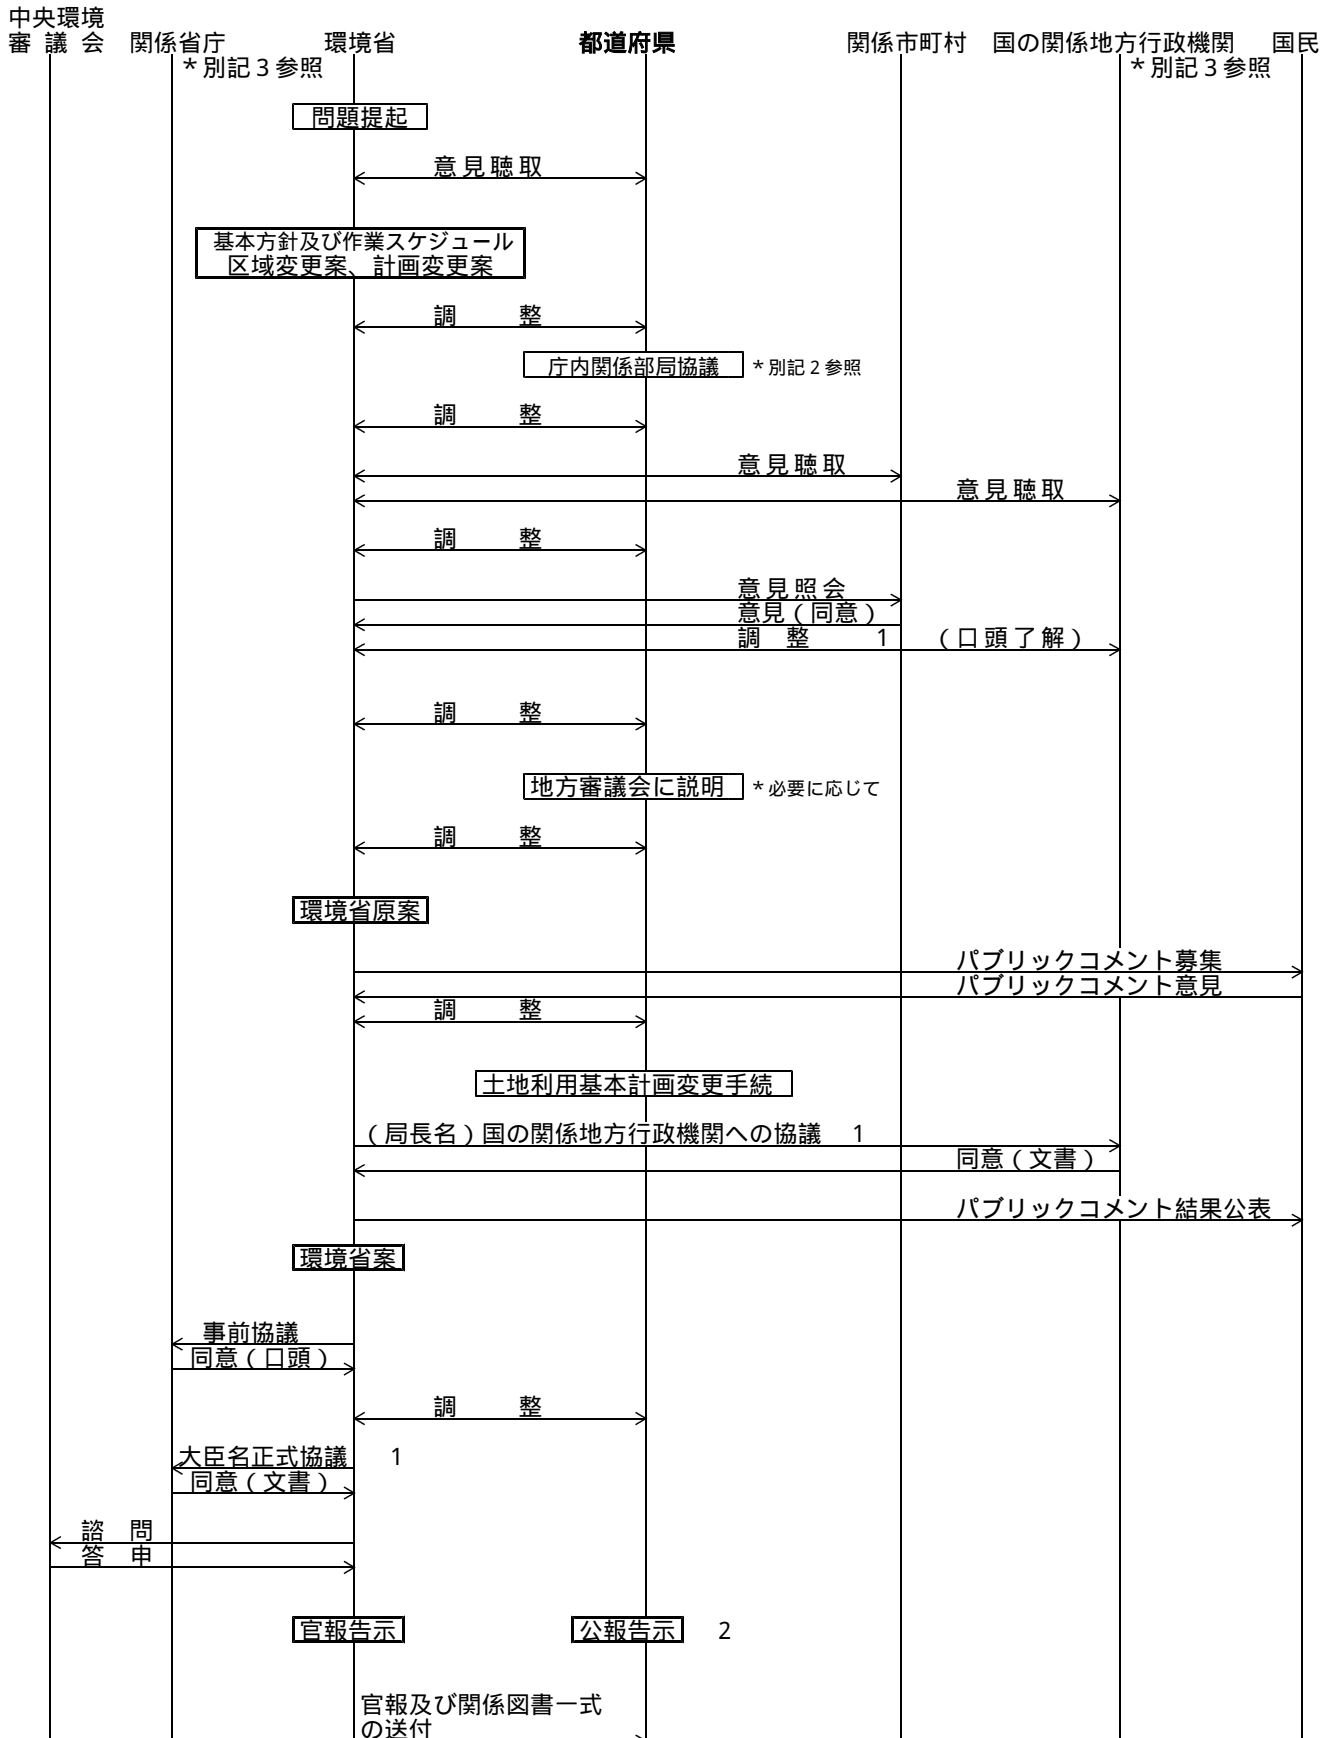 中央環境
審議会 関係省庁 環境省 都道府県 関係市町村 国の関係地方行政機関 国民
*別記3参照 *別記3参照
問題提起
意見聴取
基本方針及び作業スケジュール
区域変更案、計画変更案
調 整
庁内関係部局協議 *別記2参照
調 整
意見聴取
意見聴取
調 整
意見照会
意見(同意)
調 整 1 (口頭了解)
調 整
地方審議会に説明 *必要に応じて
調 整
環境省原案
パブリックコメント募集
パブリックコメント意見
調 整
土地利用基本計画変更手続
(局長名)国の関係地方行政機関への協議 1
同意(文書)
パブリックコメント結果公表
環境省案
事前協議
同意(口頭)
調 整
大臣名正式協議 1
同意(文書)
諮 問
答 申
官報告示 公報告示 2
官報及び関係図書一式
の送付